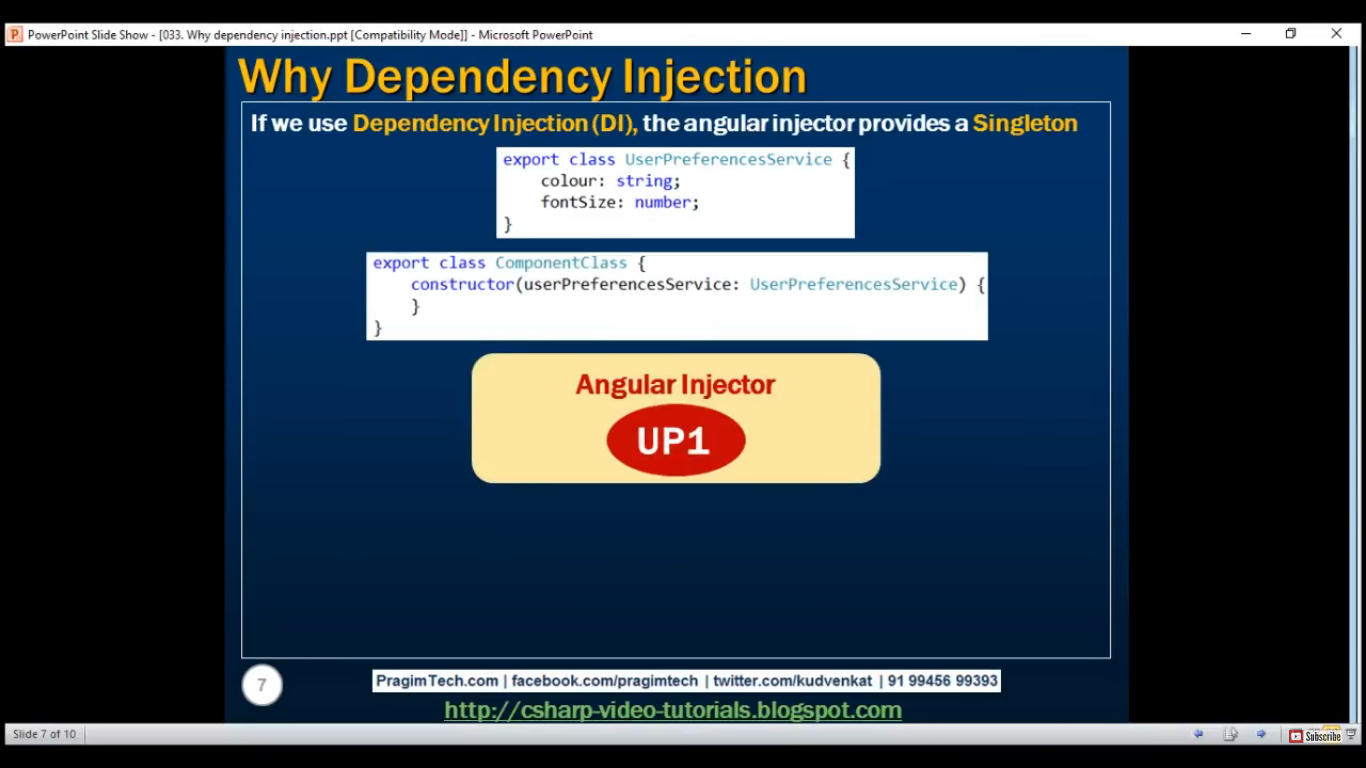 PowerPoint Slide Show - [033. Why dependency injection.ppt [Compatibility Mode]] - Microsoft PowerPoint
Why Dependency Injection
If we use Dependency Injection (DI), the angular injector provides a Singleton
export class UserPreferencesService {
    colour: string;
    fontSize: number;
}
export class ComponentClass {
    constructor(userPreferencesService: UserPreferencesService) {
    }
}
Angular Injector
UP1
7
PragimTech.com | facebook.com/pragimtech | twitter.com/kudvenkat | 91 99456 99393
http://csharp-video-tutorials.blogspot.com
Slide 7 of 10
Subscribe